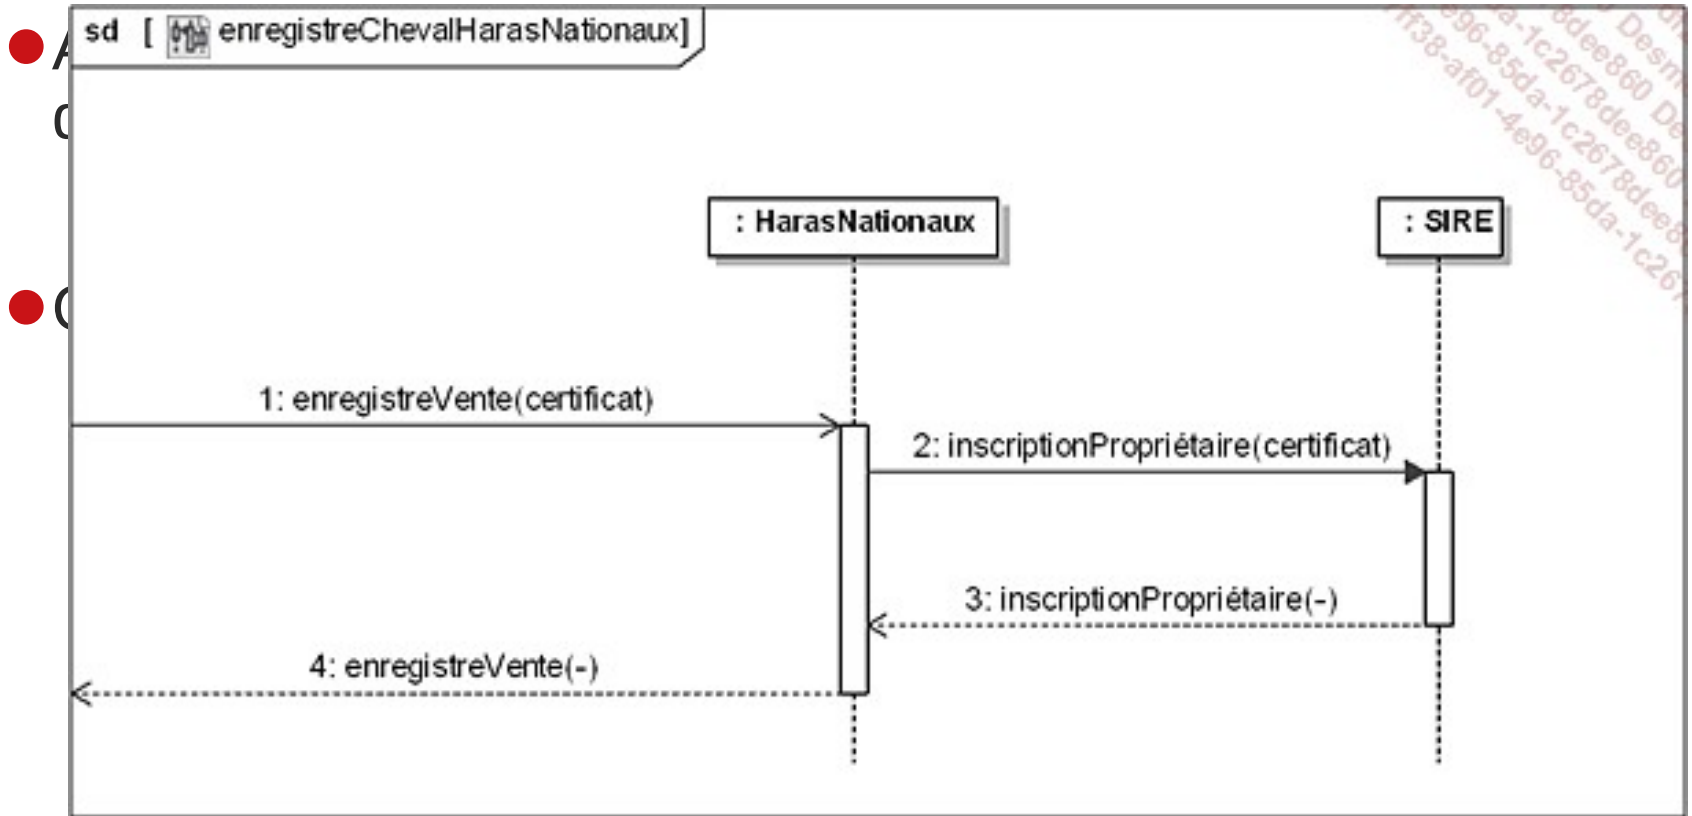 sd [ enregistreChevalHarasNationaux]
: HarasNationaux
: SIRE
1: enregistreVente(certificat)
2: inscriptionPropriétaire(certificat)
3: inscriptionPropriétaire(-)
4: enregistreVente(-)